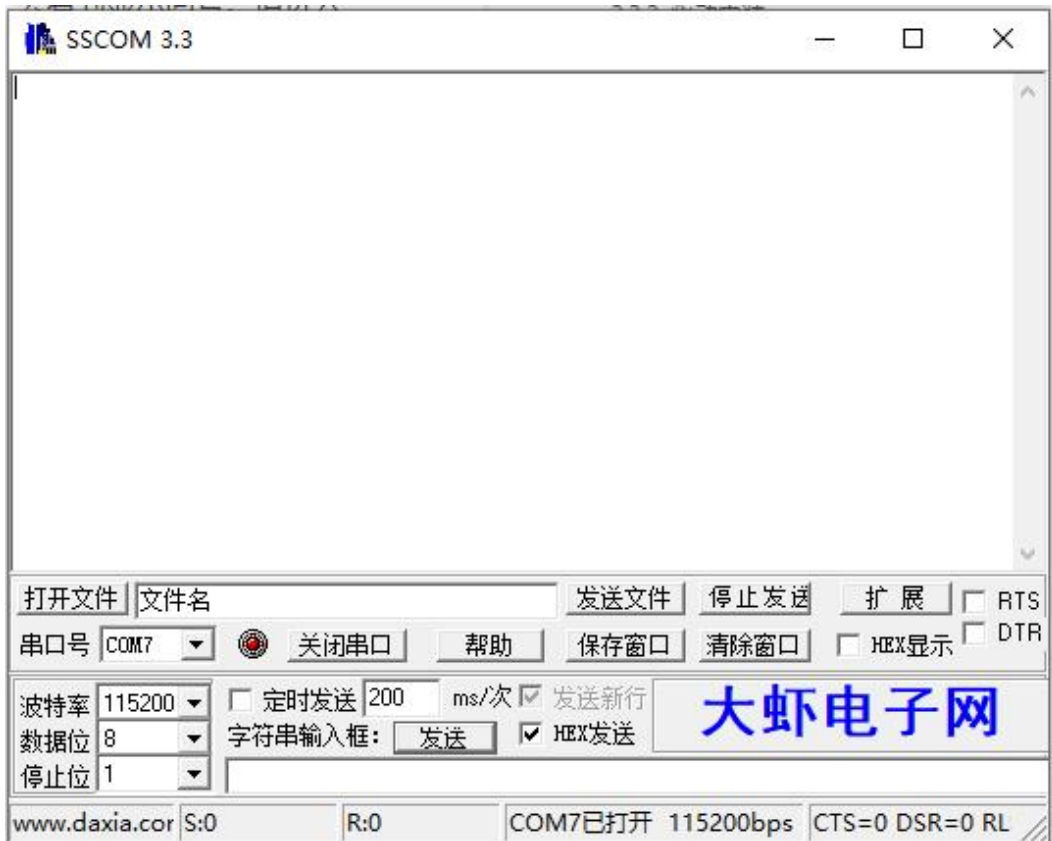 SSCOM 3.3
打开文件 文件名 发送文件 停止发送 扩展 RTS
串口号 COM7 关闭串口 帮助 保存窗口 清除窗口 HEX显示 DTR
波特率 115200 定时发送 200 ms/次 发送新行 大虾电子网
数据位 8 字符串输入框: 发送 HEX发送
停止位 1
www.daxia.cor S:0 R:0 COM7已打开 115200bps CTS=0 DSR=0 RL